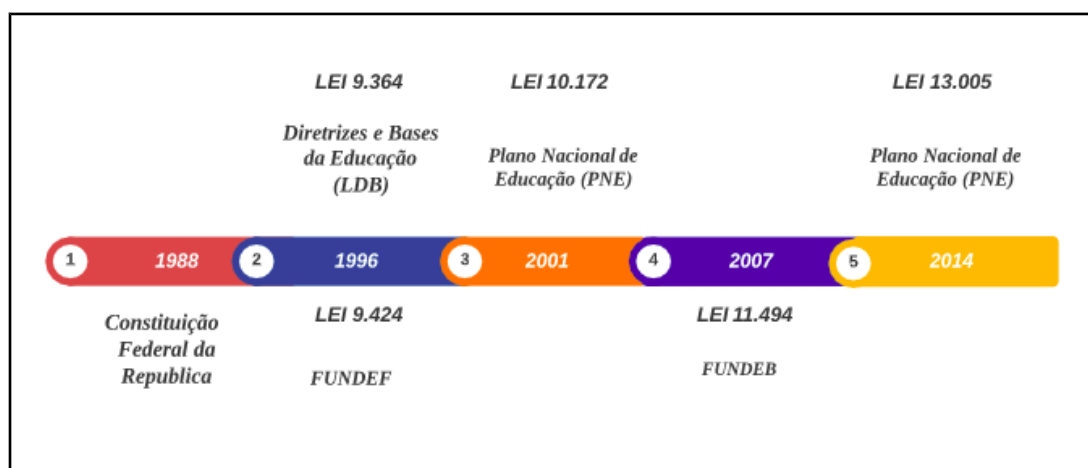 LEI 9.364
LEI 10.172
LEI 13.005
Diretrizes e Bases
da Educação
(LDB)
Plano Nacional de
Educação (PNE)
Plano Nacional de
Educação (PNE)
1
1988
2
1996
3
2001
4
2007
5
2014
Constituição
Federal da
Republica
LEI 9.424
FUNDEF
LEI 11.494
FUNDEB